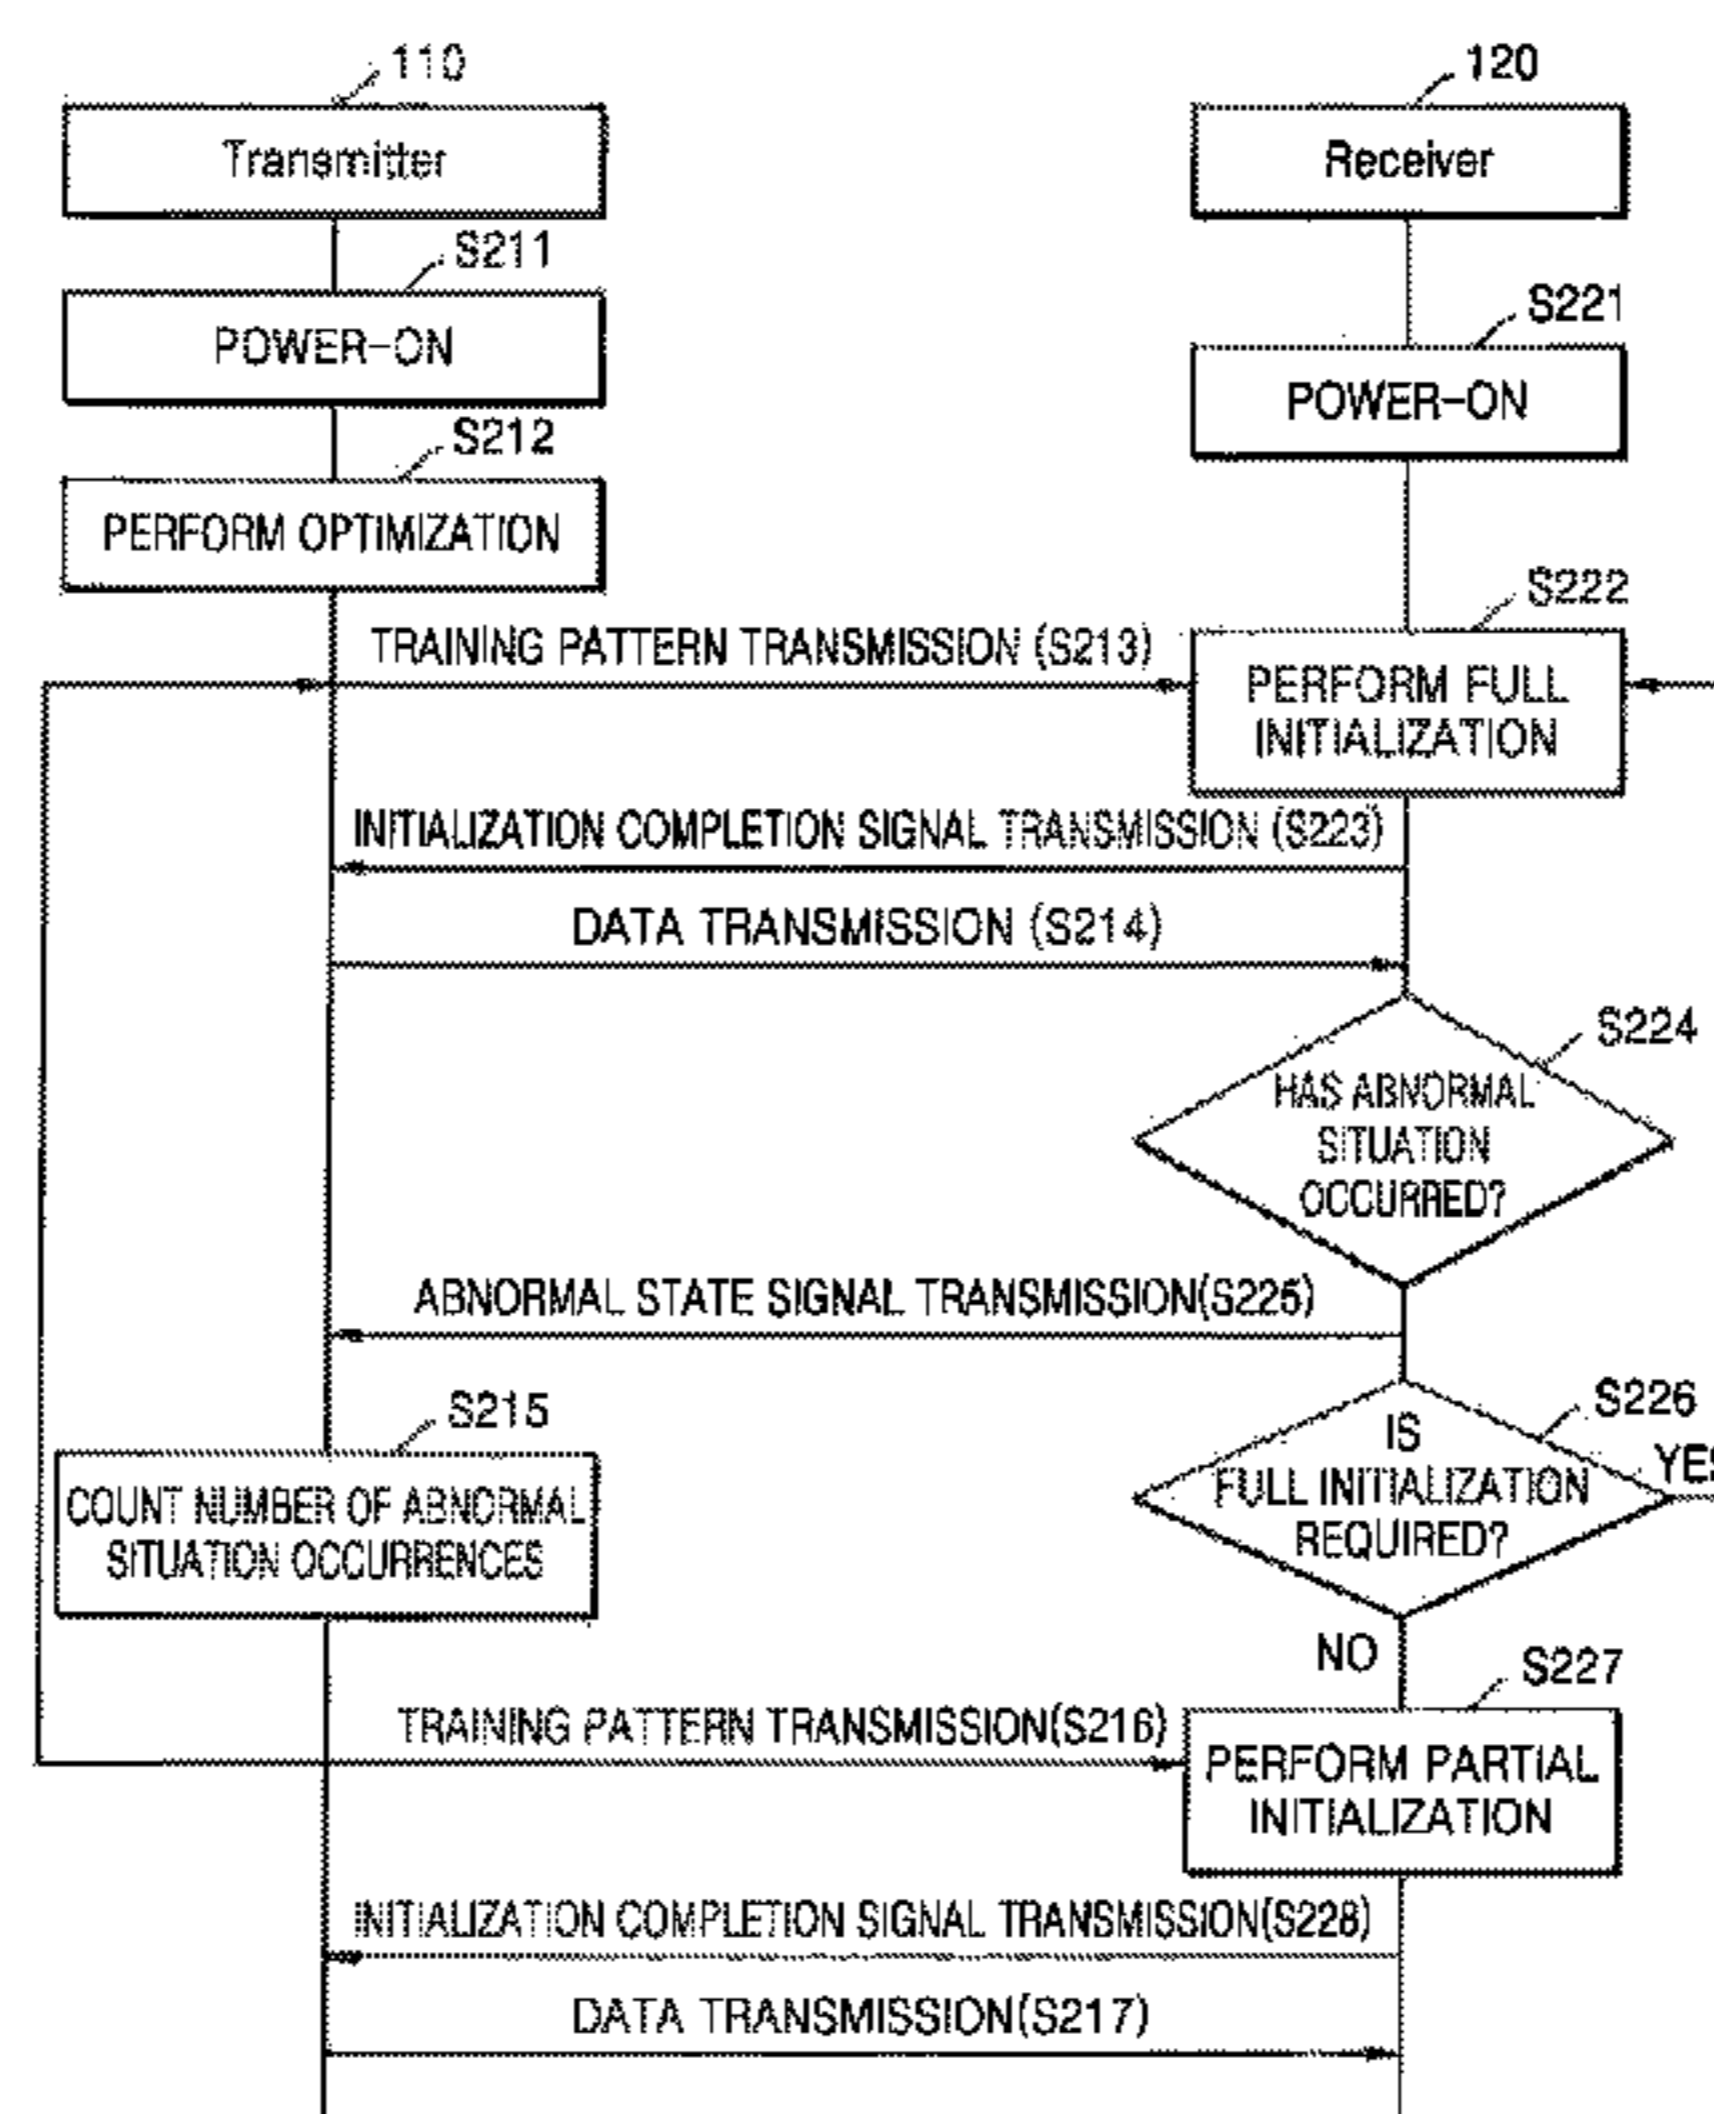 110
120
Transmitter
Receiver
S211
S221
POWER-ON
POWER-ON
S212
PERFORM OPTIMIZATION
S222
TRAINING PATTERN TRANSMISSION (S213)
PERFORM FULL
INITIALIZATION
INITIALIZATION COMPLETION SIGNAL TRANSMISSION (S223)
DATA TRANSMISSION (S214)
S224
HAS ABNORMAL
SITUATION
OCCURRED?
ABNORMAL STATE SIGNAL TRANSMISSION(S225)
S215
S226
IS
FULL INITIALIZATION
REQUIRED?
YES
COUNT NUMBER OF ABNORMAL
SITUATION OCCURRENCES
NO
S227
TRAINING PATTERN TRANSMISSION(S216)
PERFORM PARTIAL
INITIALIZATION
INITIALIZATION COMPLETION SIGNAL TRANSMISSION(S228)
DATA TRANSMISSION(S217)